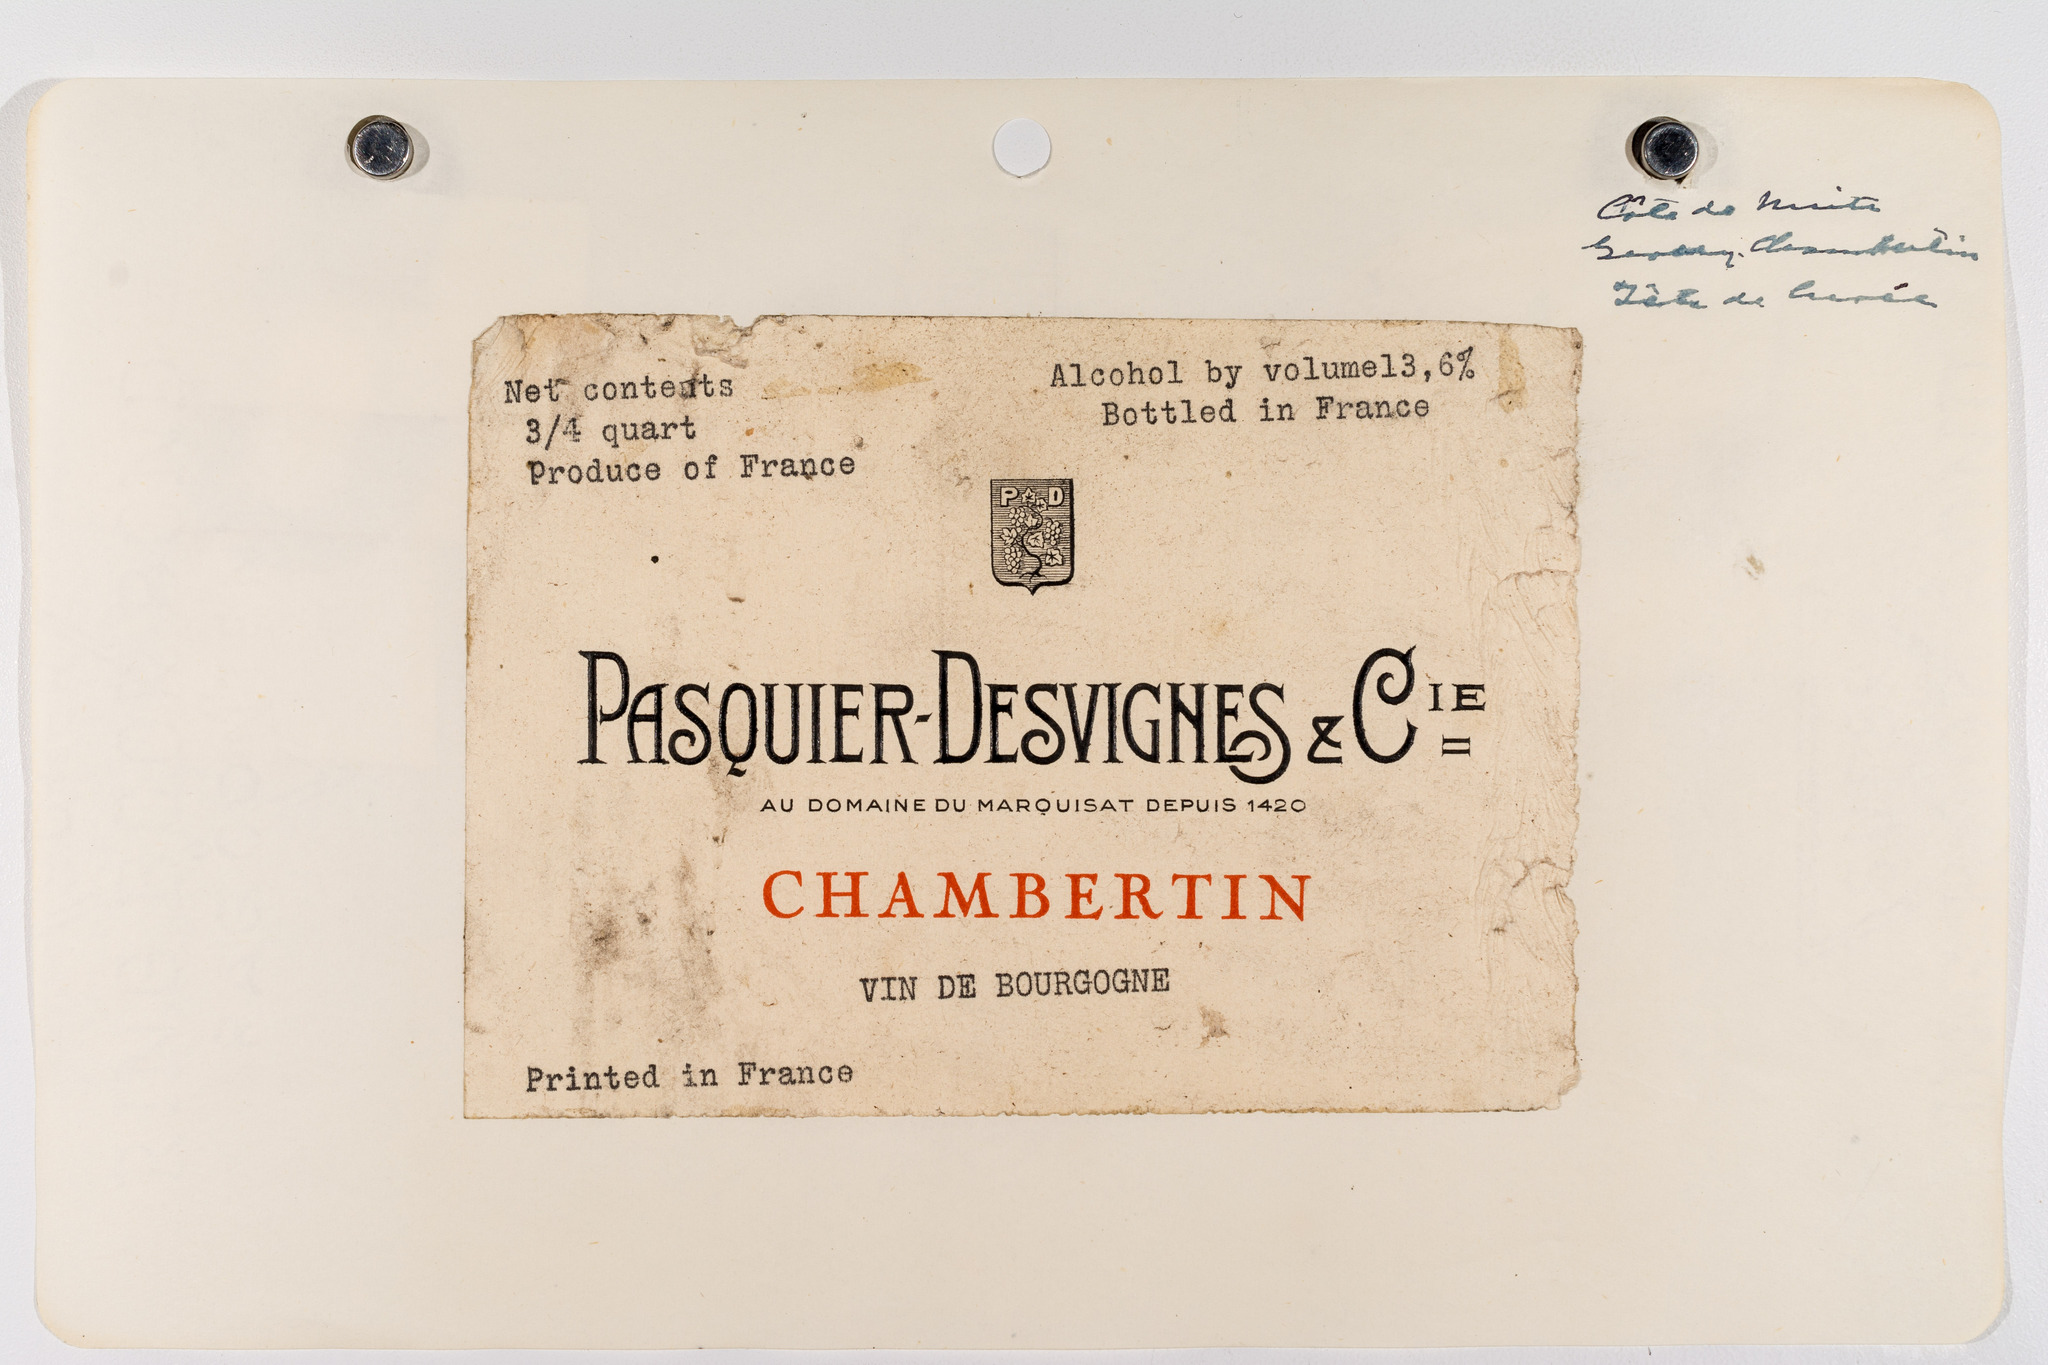 Côte de Nuits
Gevrey-Chambertin
Tête de Cuvée
Net contents
3/4 quart
Produce of France
Alcohol by volume13,6%
Bottled in France
P D
PASQUIER-DESVIGNES & CIE
AU DOMAINE DU MARQUISAT DEPUIS 1420
CHAMBERTIN
VIN DE BOURGOGNE
Printed in France